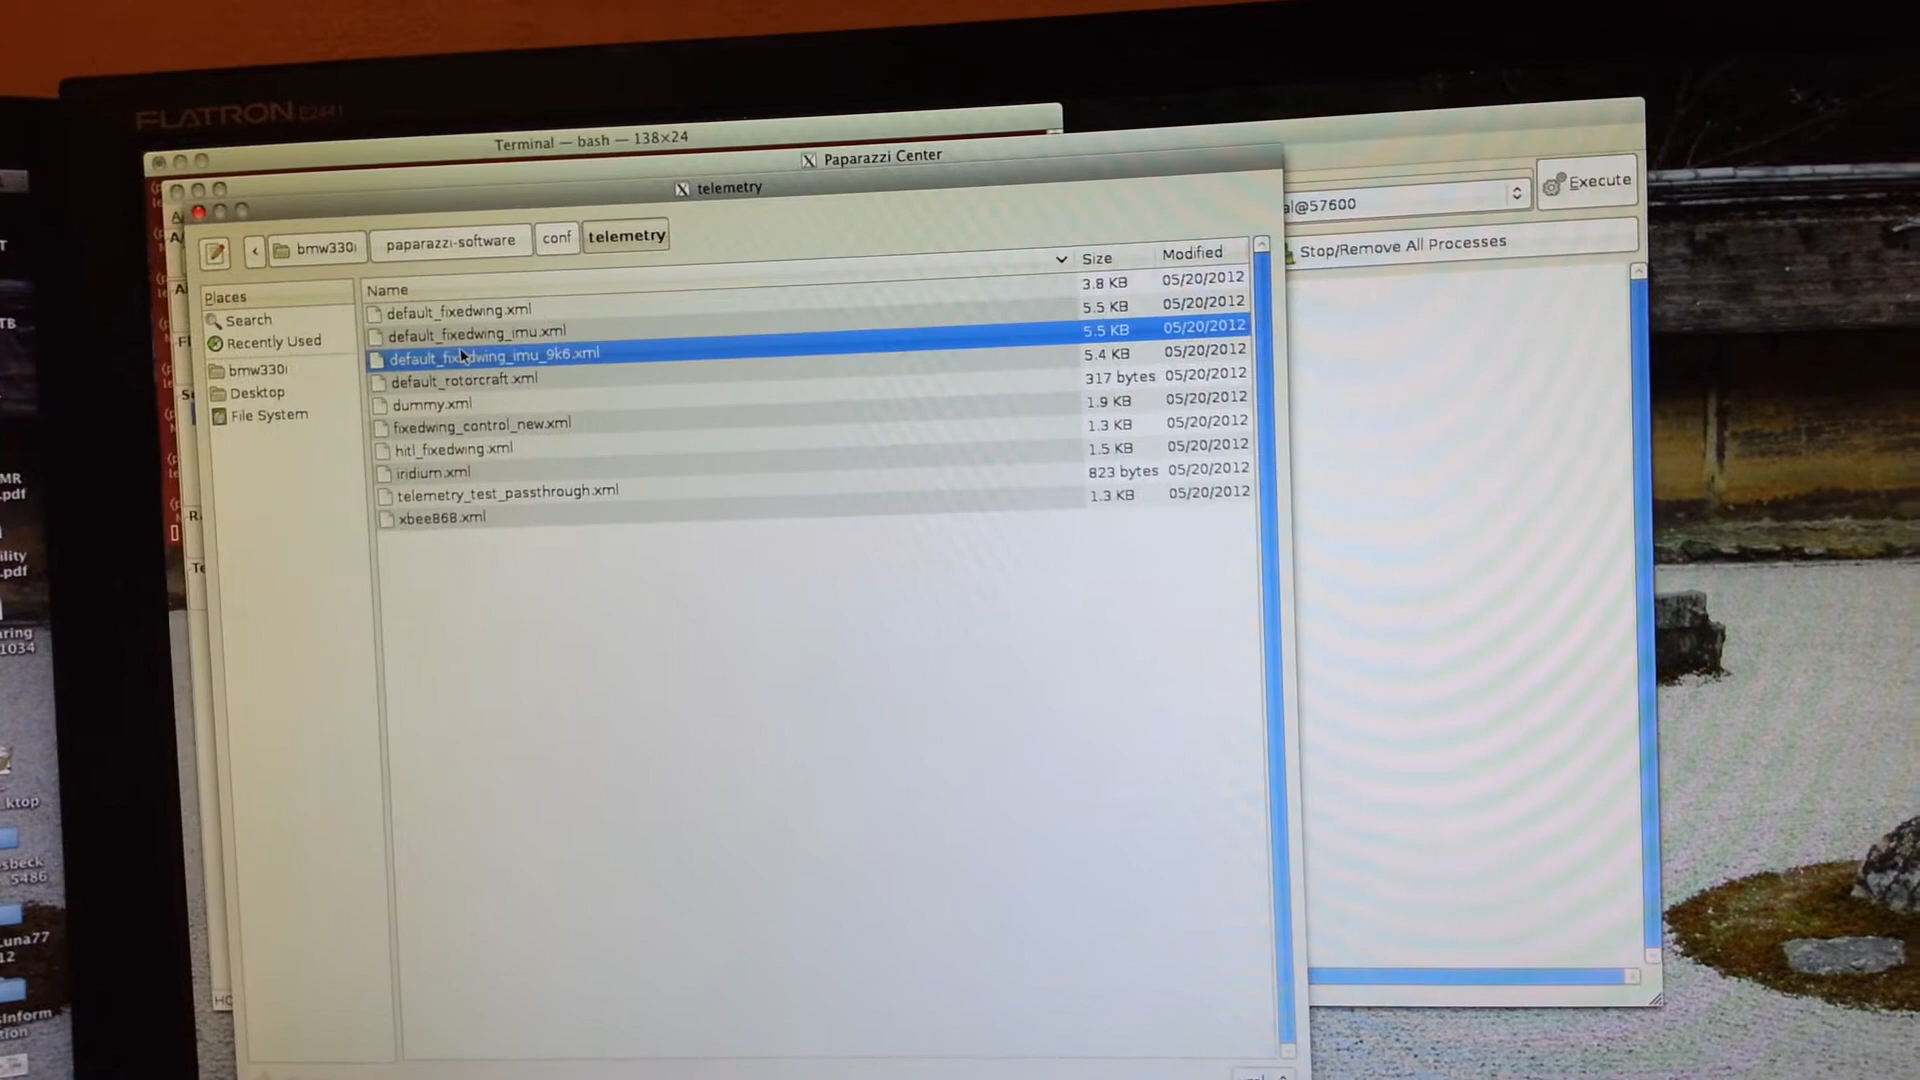 FLATRON E2441
Terminal — bash — 138×24
Paparazzi Center
telemetry
al@57600
Execute
Stop/Remove All Processes
bmw330i
paparazzi-software
conf
telemetry
Places
Search
Recently Used
bmw330i
Desktop
File System
Name Size Modified
default_fixedwing.xml 3.8 KB 05/20/2012
default_fixedwing_imu.xml 5.5 KB 05/20/2012
default_fixedwing_imu_9k6.xml 5.5 KB 05/20/2012
default_rotorcraft.xml 5.4 KB 05/20/2012
dummy.xml 317 bytes 05/20/2012
fixedwing_control_new.xml 1.9 KB 05/20/2012
hitl_fixedwing.xml 1.3 KB 05/20/2012
iridium.xml 1.5 KB 05/20/2012
telemetry_test_passthrough.xml 823 bytes 05/20/2012
xbee868.xml 1.3 KB 05/20/2012
TB
MR
.pdf
ility
.pdf
aring
1034
ktop
sbeck
5486
Luna77
12
sInform
tion